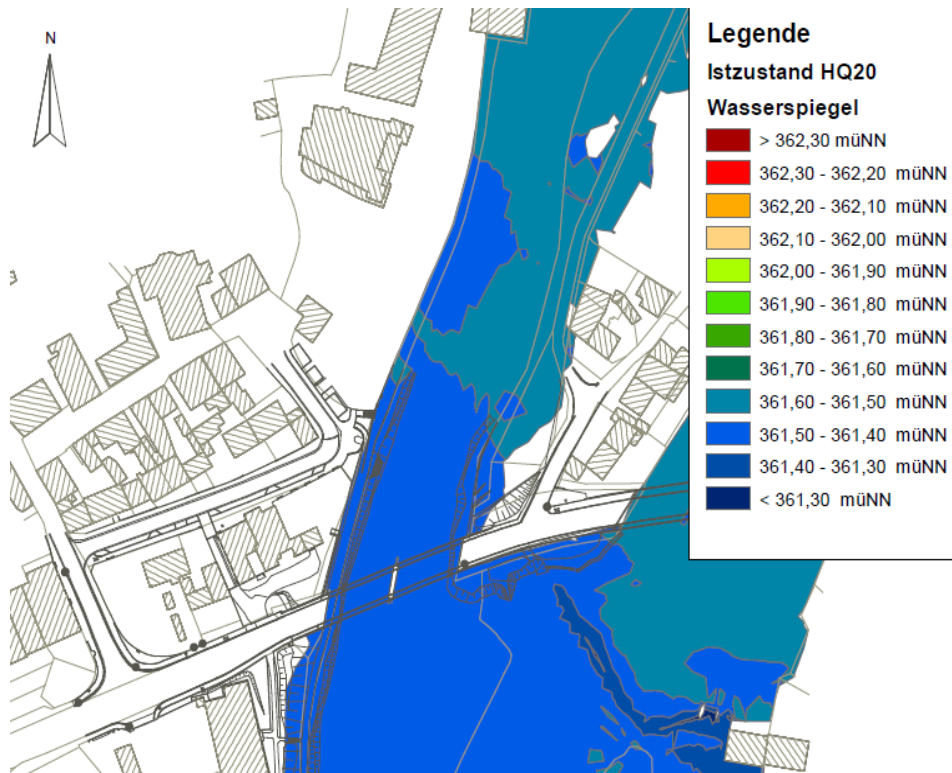 N
Legende
Istzustand HQ20
Wasserspiegel
> 362,30 müNN
362,30 - 362,20 müNN
362,20 - 362,10 müNN
362,10 - 362,00 müNN
362,00 - 361,90 müNN
361,90 - 361,80 müNN
361,80 - 361,70 müNN
361,70 - 361,60 müNN
361,60 - 361,50 müNN
361,50 - 361,40 müNN
361,40 - 361,30 müNN
< 361,30 müNN